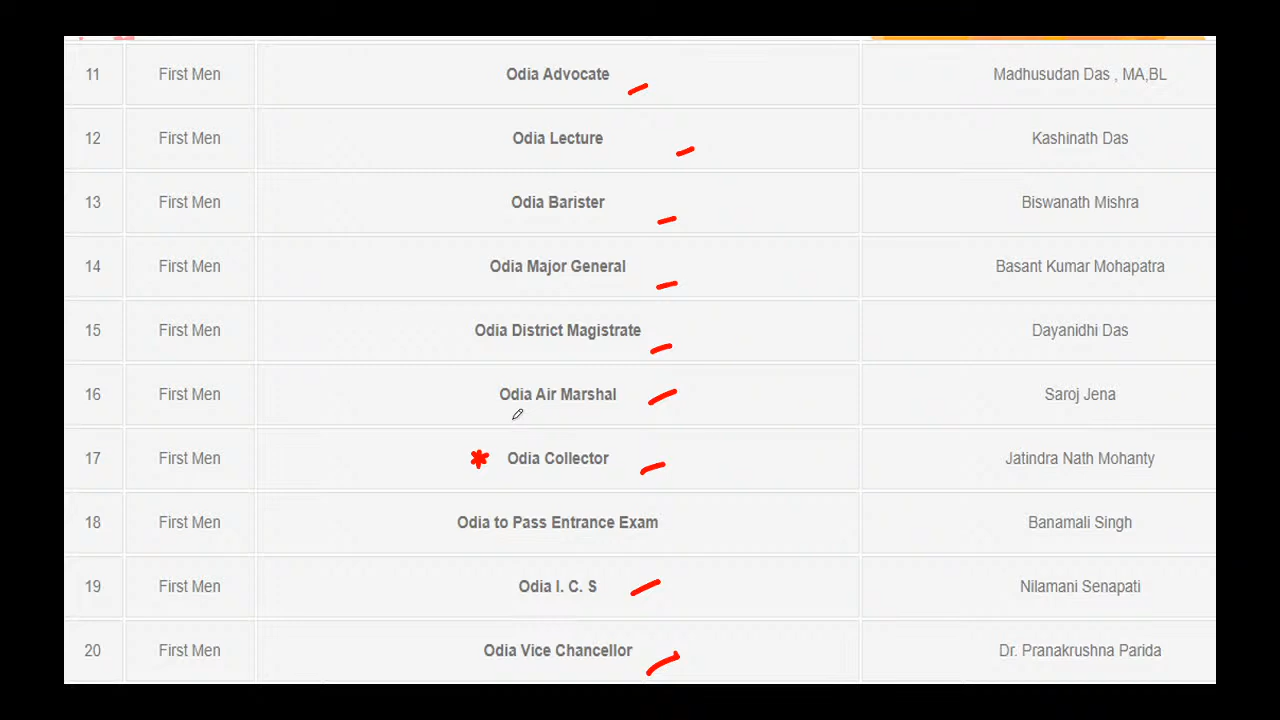 11 First Men Odia Advocate Madhusudan Das , MA,BL
12 First Men Odia Lecture Kashinath Das
13 First Men Odia Barister Biswanath Mishra
14 First Men Odia Major General Basant Kumar Mohapatra
15 First Men Odia District Magistrate Dayanidhi Das
16 First Men Odia Air Marshal Saroj Jena
17 First Men Odia Collector Jatindra Nath Mohanty
18 First Men Odia to Pass Entrance Exam Banamali Singh
19 First Men Odia I. C. S Nilamani Senapati
20 First Men Odia Vice Chancellor Dr. Pranakrushna Parida